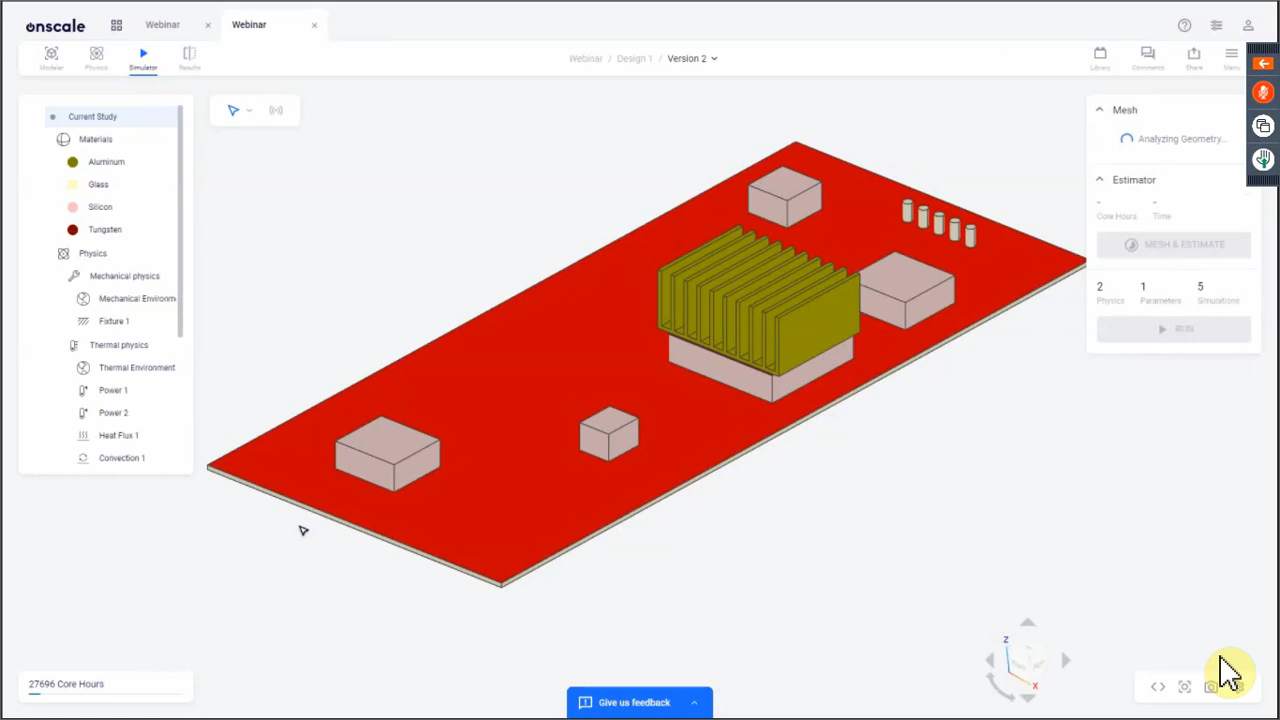 onscale
Webinar
Webinar
Modeler
Physics
Simulator
Results
Webinar / Design 1 / Version 2
Library
Comments
Share
Menu
Current Study
Materials
Aluminum
Glass
Silicon
Tungsten
Physics
Mechanical physics
Mechanical Environm
Fixture 1
Thermal physics
Thermal Environment
Power 1
Power 2
Heat Flux 1
Convection 1
Mesh
Analyzing Geometry...
Estimator
- -
Core Hours Time
MESH & ESTIMATE
2 1 5
Physics Parameters Simulations
RUN
Z
X
27696 Core Hours
Give us feedback